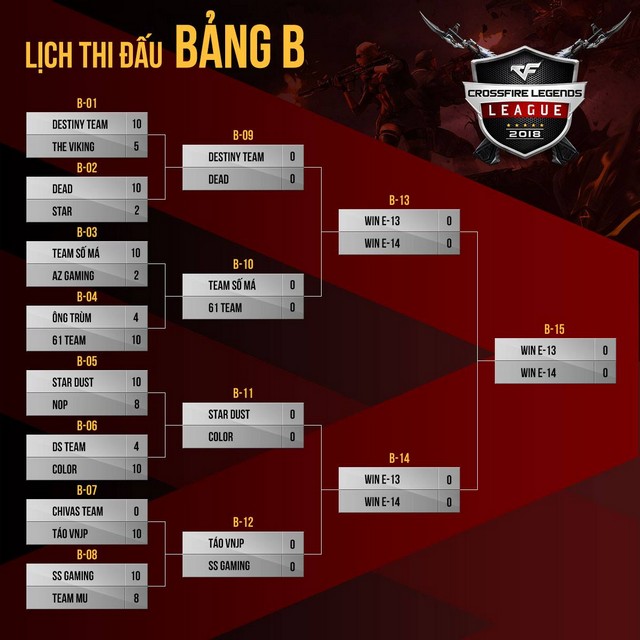 LỊCH THI ĐẤU BẢNG B
CROSSFIRE LEGENDS
LEAGUE
2018
B-01
DESTINY TEAM 10
THE VIKING 5
B-02
DEAD 10
STAR 2
B-03
TEAM SỐ MÁ 10
AZ GAMING 2
B-04
ÔNG TRÙM 4
61 TEAM 10
B-05
STAR DUST 10
NOP 8
B-06
DS TEAM 4
COLOR 10
B-07
CHIVAS TEAM 0
TÁO VNJP 10
B-08
SS GAMING 10
TEAM MU 8
B-09
DESTINY TEAM 0
DEAD 0
B-10
TEAM SỐ MÁ 0
61 TEAM 0
B-11
STAR DUST 0
COLOR 0
B-12
TÁO VNJP 0
SS GAMING 0
B-13
WIN E-13 0
WIN E-14 0
B-14
WIN E-13 0
WIN E-14 0
B-15
WIN E-13 0
WIN E-14 0